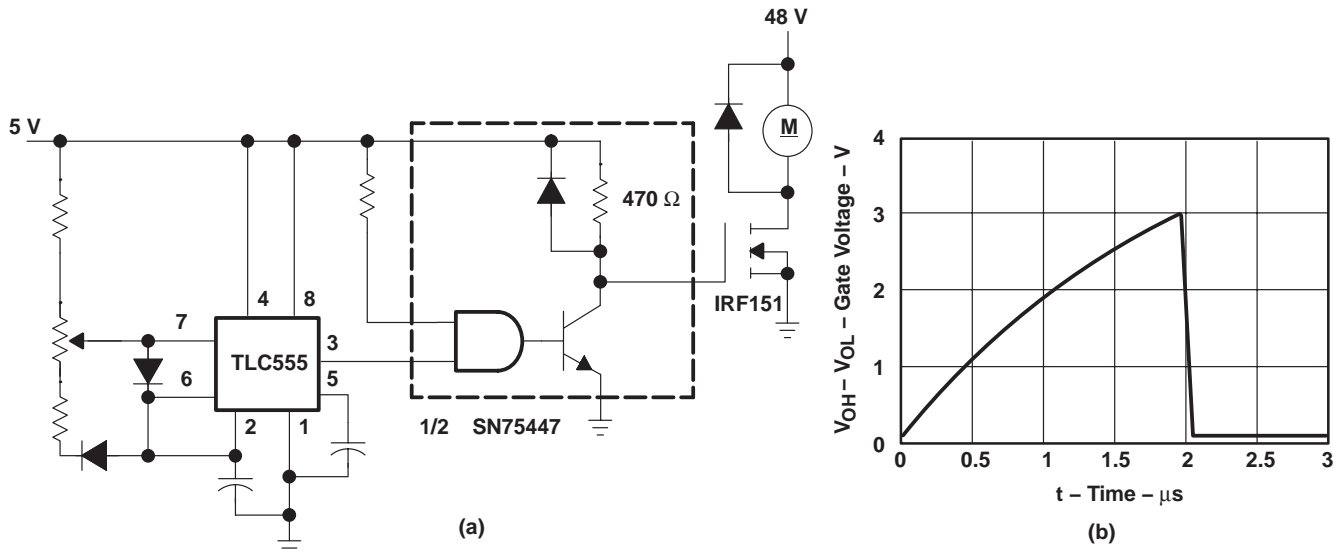 48 V
5 V
M
470 Ω
IRF151
4
8
7
TLC555
3
6
5
2
1
1/2 SN75447
(a)
VOH – VOL – Gate Voltage – V
4
3
2
1
0
0
0.5
1
1.5
2
2.5
3
t – Time – μs
(b)